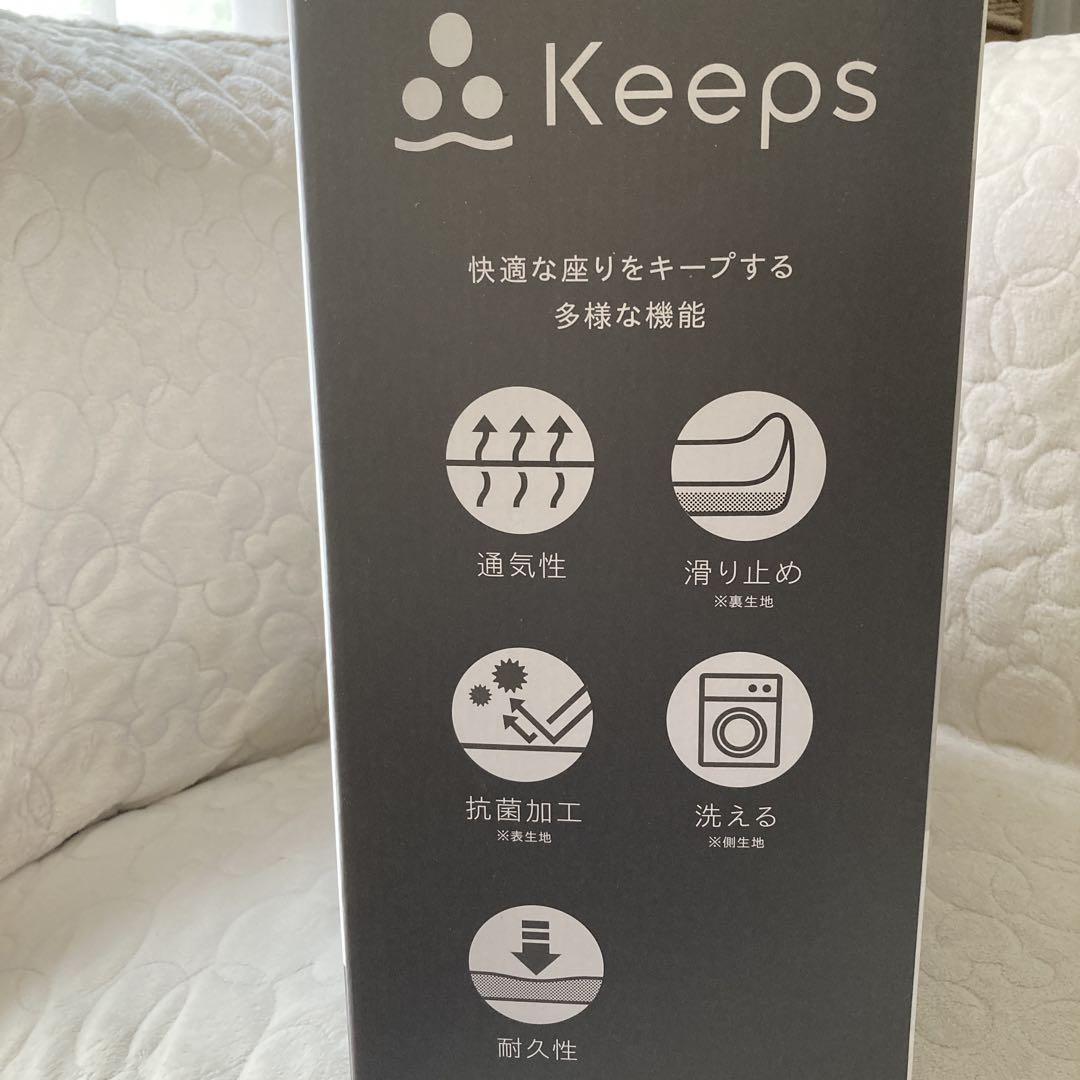 Keeps
快適な座りをキープする
多様な機能
通気性
滑り止め
※裏生地
抗菌加工
※表生地
洗える
※側生地
耐久性